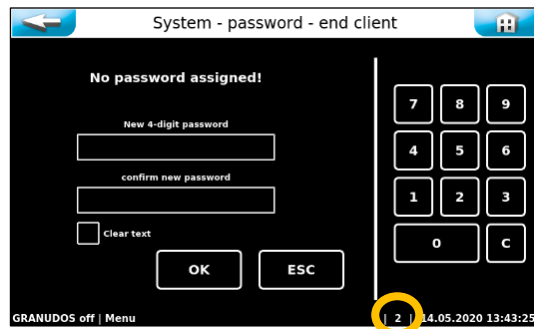 System - password - end client
No password assigned!
New 4-digit password
confirm new password
Clear text
OK ESC
7 8 9
4 5 6
1 2 3
0 C
GRANUDOS off | Menu | 2 | 14.05.2020 13:43:25